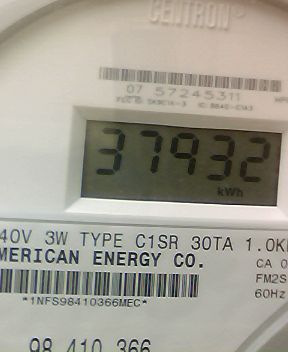 CENTRON®
07 57245311
37932
kWh
40V 3W TYPE C1SR 30TA 1.0K
MERICAN ENERGY CO.
CA 0
FM2S
60Hz
*1NFS98410366MEC*
98 410 366